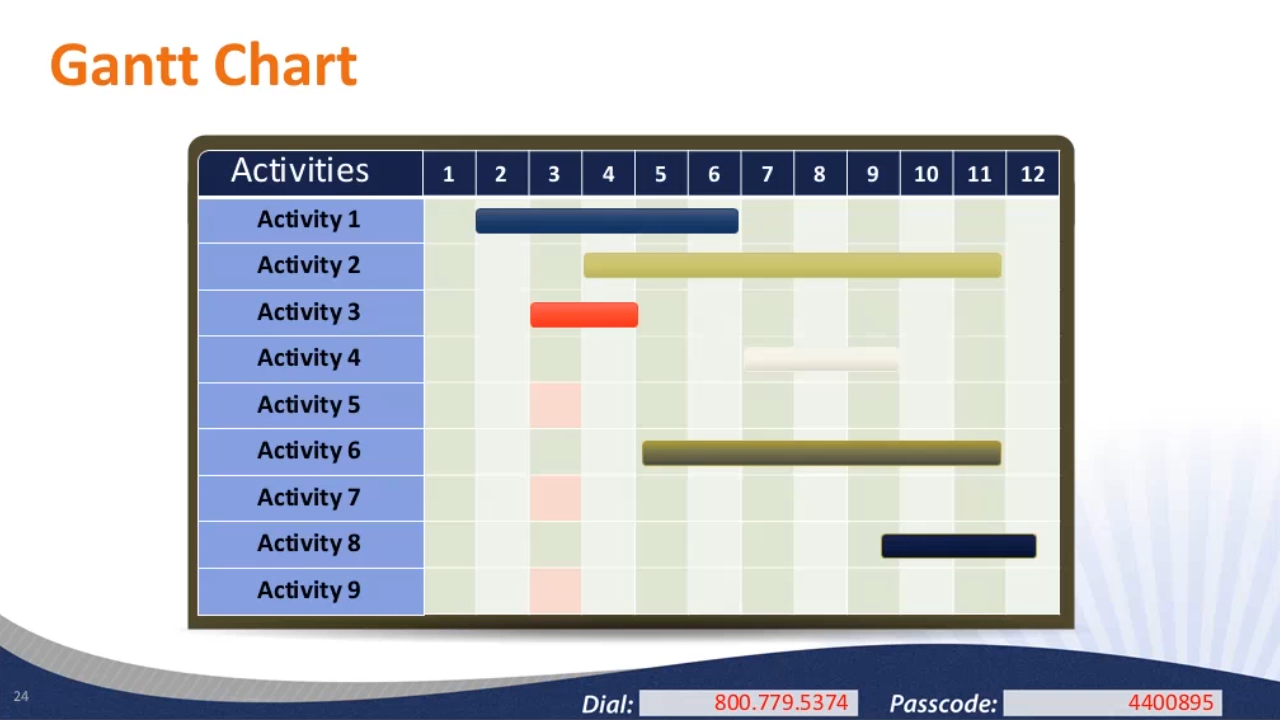 Gantt Chart
Activities 1 2 3 4 5 6 7 8 9 10 11 12
Activity 1
Activity 2
Activity 3
Activity 4
Activity 5
Activity 6
Activity 7
Activity 8
Activity 9
24
Dial: 800.779.5374 Passcode: 4400895